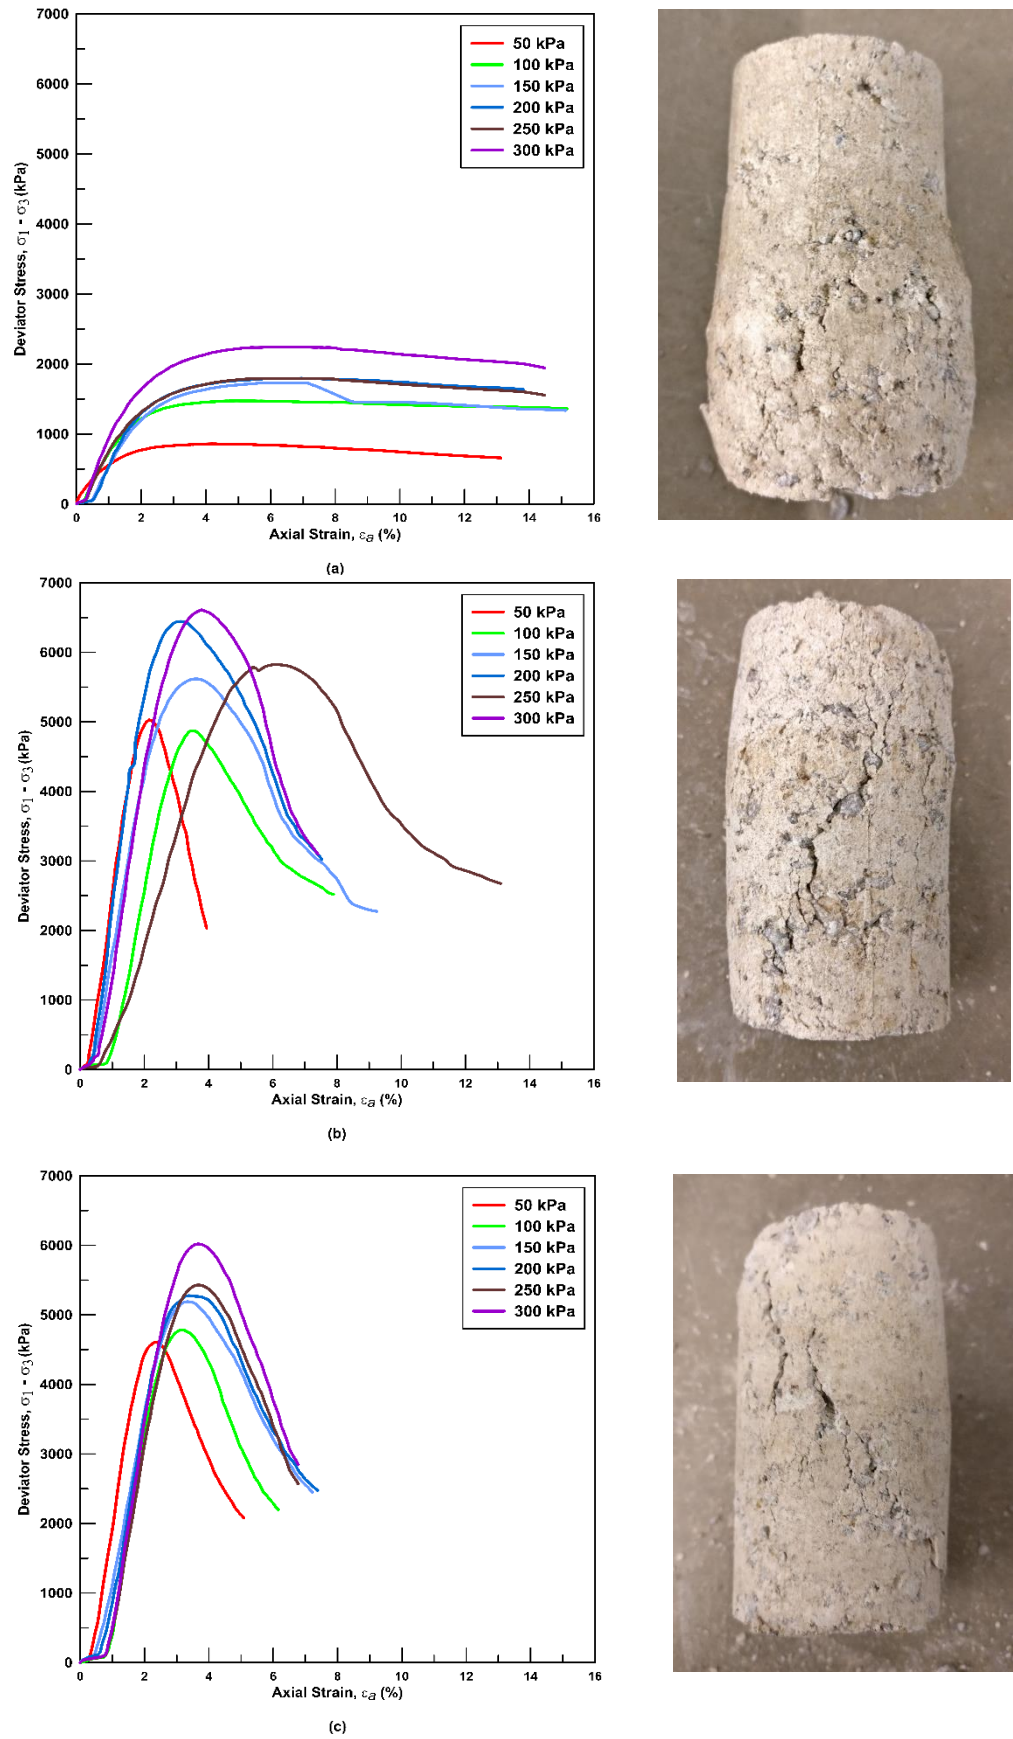 7000
6000
5000
4000
3000
2000
1000
0
Deviator Stress, σ1 - σ3 (kPa)
50 kPa
100 kPa
150 kPa
200 kPa
250 kPa
300 kPa
0 2 4 6 8 10 12 14 16
Axial Strain, εa (%)
(a)
7000
6000
5000
4000
3000
2000
1000
0
Deviator Stress, σ1 - σ3 (kPa)
50 kPa
100 kPa
150 kPa
200 kPa
250 kPa
300 kPa
0 2 4 6 8 10 12 14 16
Axial Strain, εa (%)
(b)
7000
6000
5000
4000
3000
2000
1000
0
Deviator Stress, σ1 - σ3 (kPa)
50 kPa
100 kPa
150 kPa
200 kPa
250 kPa
300 kPa
0 2 4 6 8 10 12 14 16
Axial Strain, εa (%)
(c)